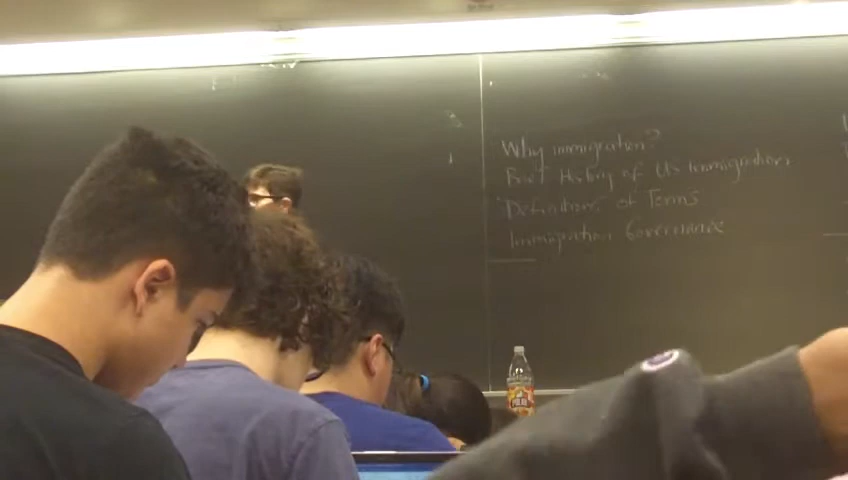 Why immigration?
Brief History of US Immigration
Definitions of Terms
Immigration Governance